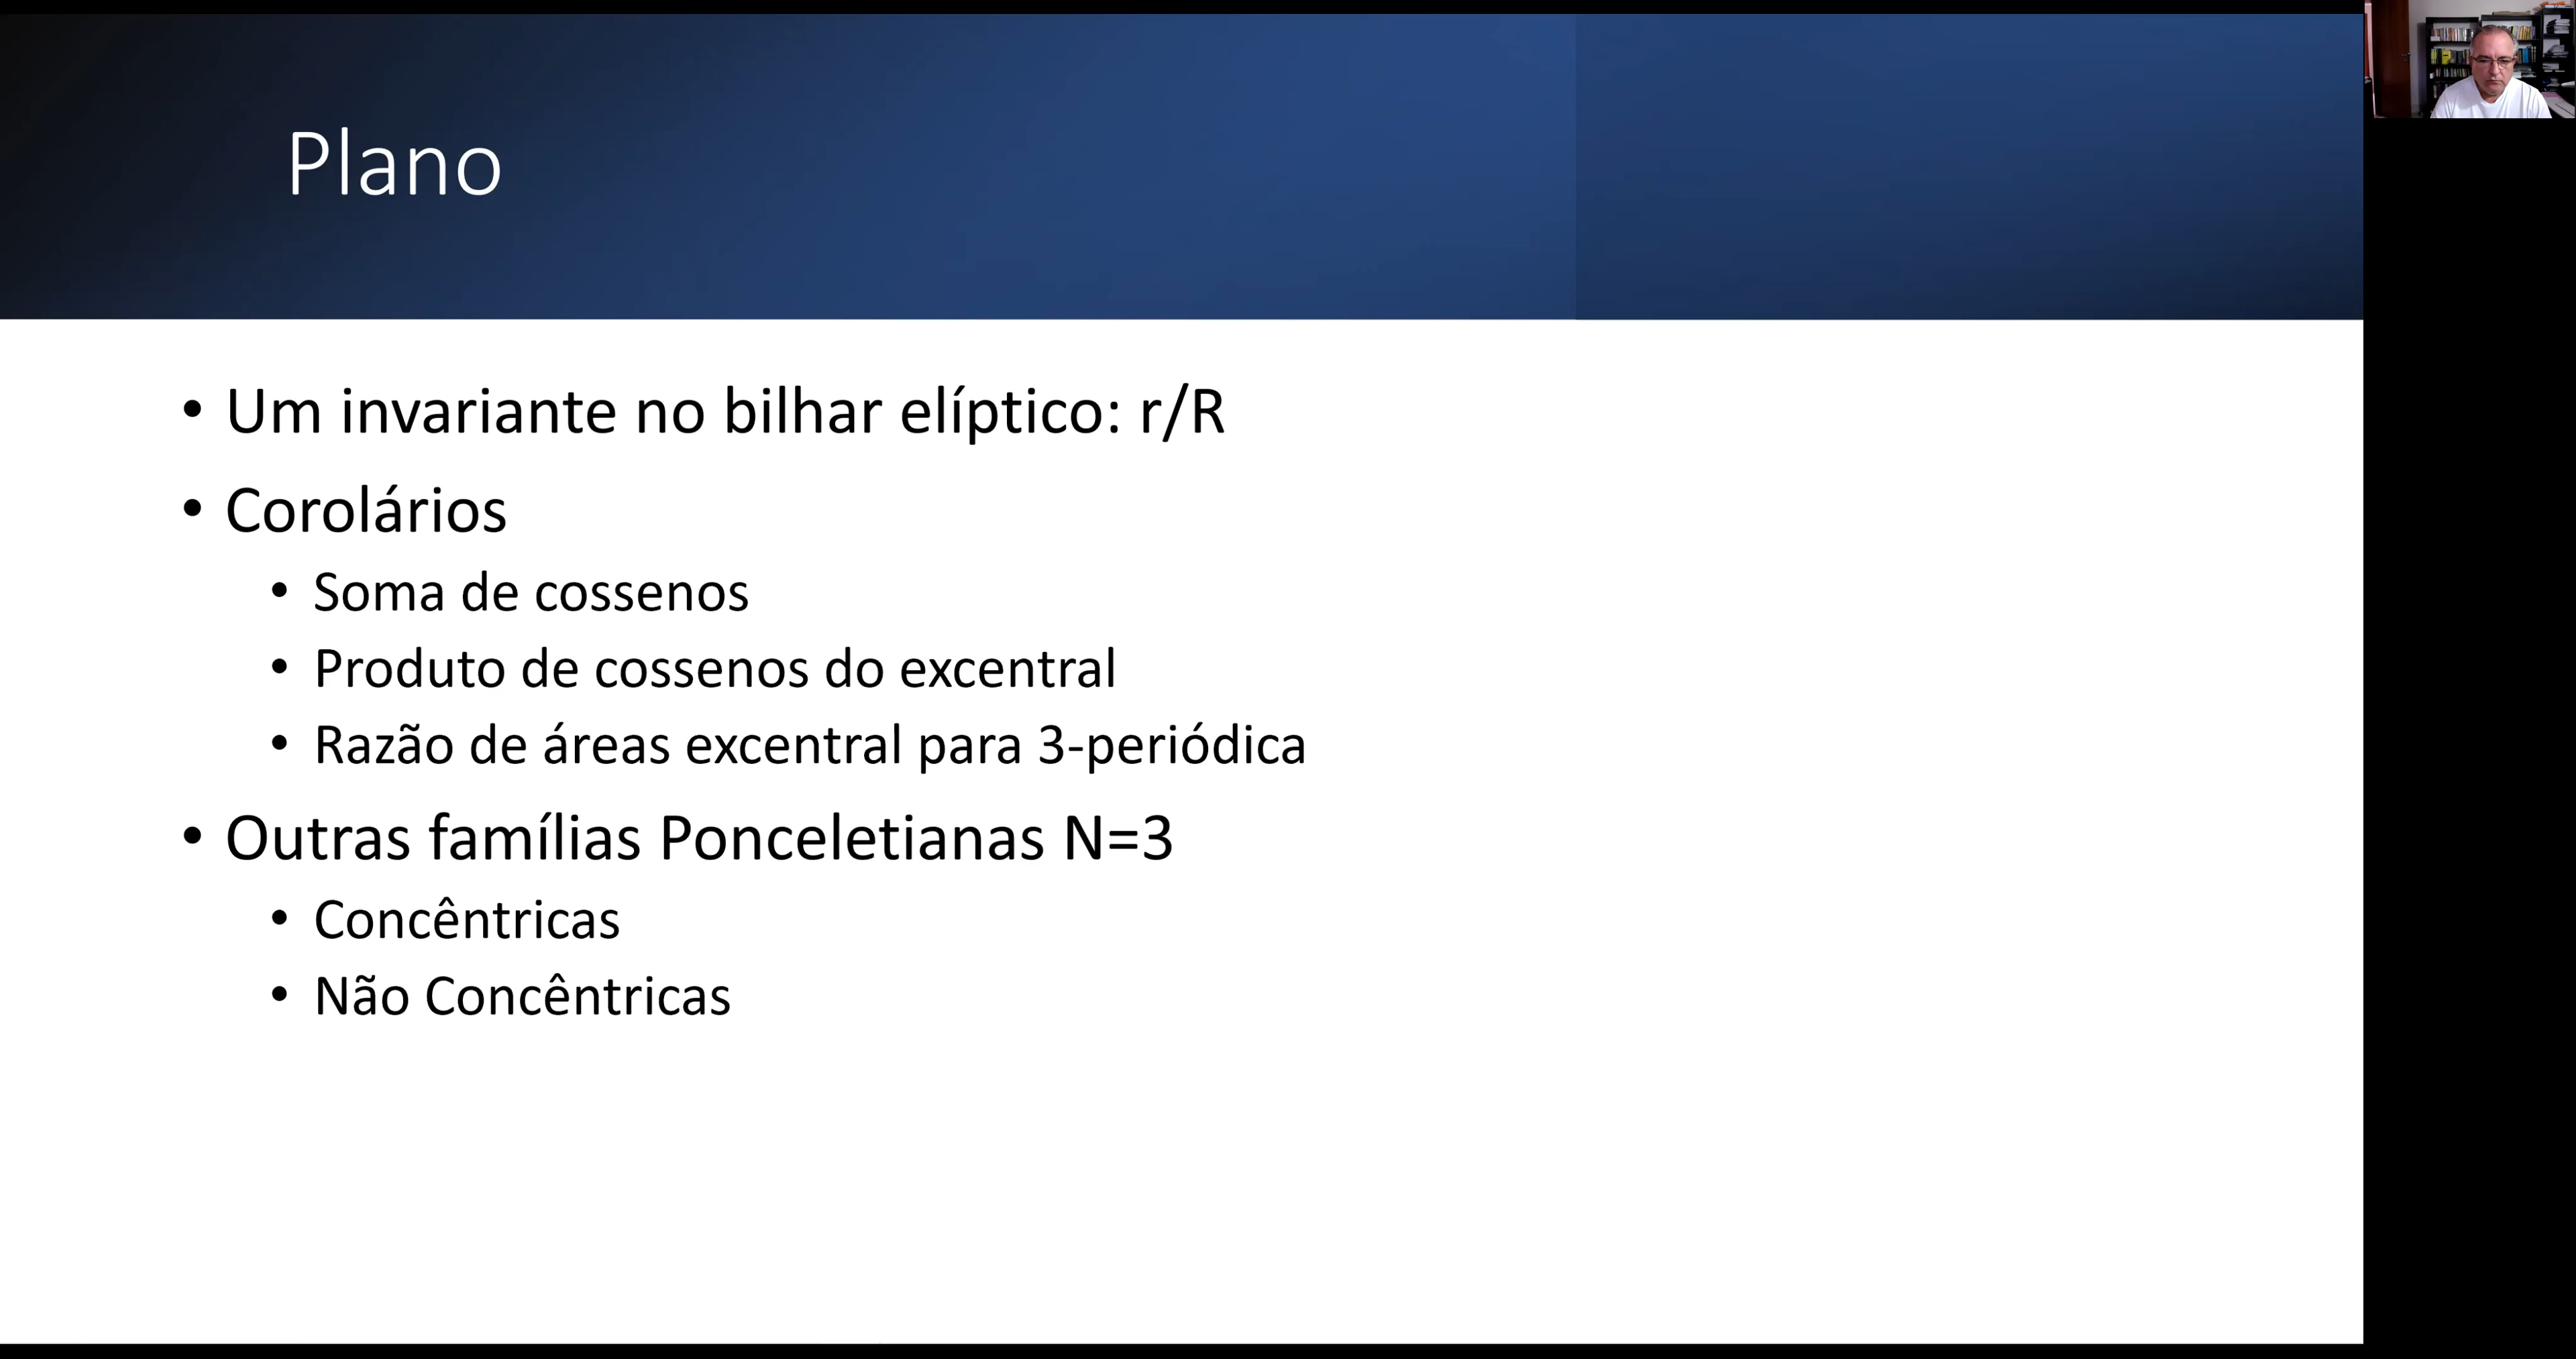 Plano
• Um invariante no bilhar elíptico: r/R
• Corolários
• Soma de cossenos
• Produto de cossenos do excentral
• Razão de áreas excentral para 3-periódica
• Outras famílias Ponceletianas N=3
• Concêntricas
• Não Concêntricas